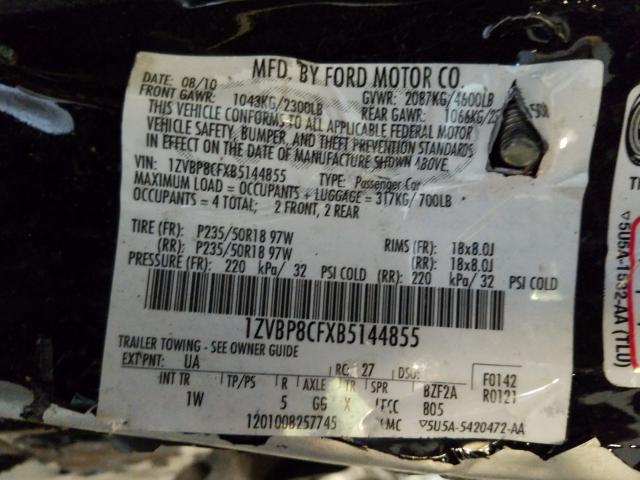 MFD. BY FORD MOTOR CO.
DATE: 08/10 GVWR: 2087KG/4600LB
FRONT GAWR: 1043KG/2300LB REAR GAWR: 1066KG/
THIS VEHICLE CONFORMS TO ALL APPLICABLE FEDERAL MOTOR
VEHICLE SAFETY, BUMPER, AND THEFT PREVENTION STANDARDS
IN EFFECT ON THE DATE OF MANUFACTURE SHOWN ABOVE.
VIN: 1ZVBP8CFXB5144855 TYPE: Passenger Car
MAXIMUM LOAD = OCCUPANTS + LUGGAGE = 317KG/700LB
OCCUPANTS = 4 TOTAL; 2 FRONT, 2 REAR
TIRE (FR): P235/50R18 97W RIMS (FR): 18x8.0J
(RR): P235/50R18 97W (RR): 18x8.0J
PRESSURE (FR): 220 kPa/ 32 PSI COLD (RR): 220 kPa/ 32 PSI COLD
1ZVBP8CFXB5144855
TRAILER TOWING - SEE OWNER GUIDE
EXT PNT: UA RC: 27 DSO: F0142
INT TR TP/PS R AXLE TR SPR BZF2A R0121
1W 5 GG X 805
1201008257745 5U5A-5420472-AA
5U5A-1532-AA (TLU)